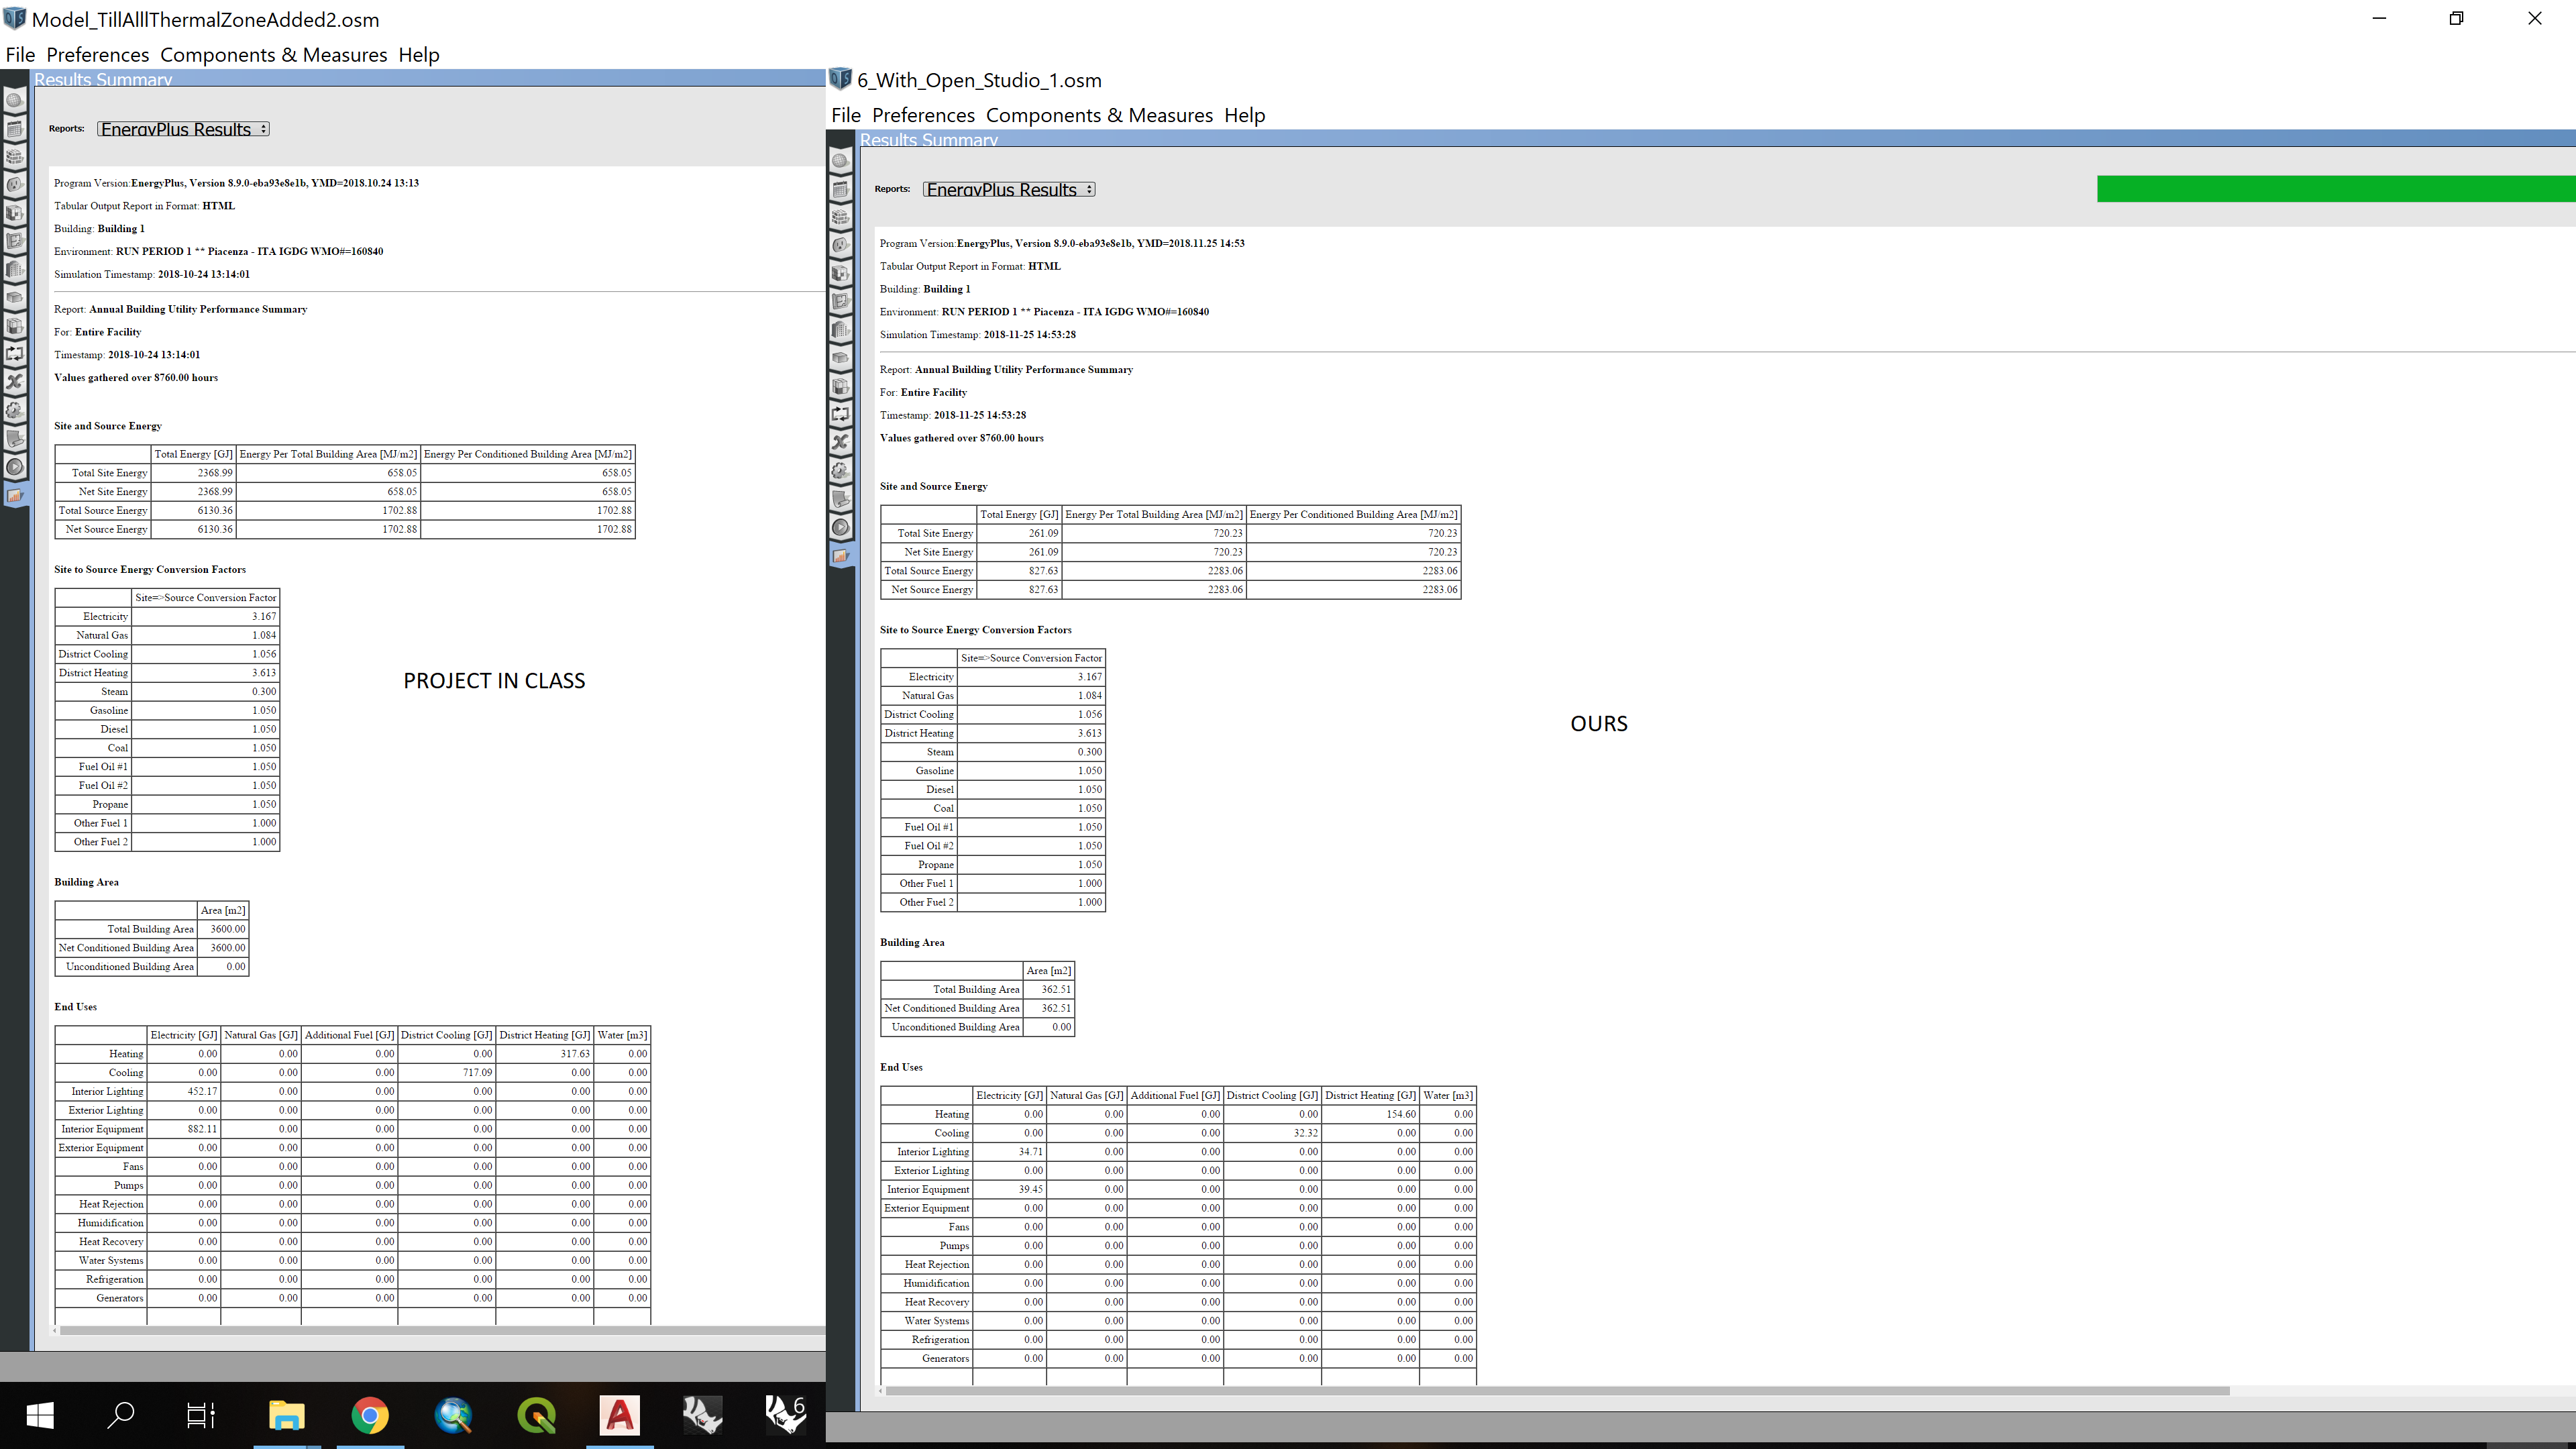 Model_TillAlllThermalZoneAdded2.osm
File Preferences Components & Measures Help
Results Summary
Reports: EnergyPlus Results
Program Version:EnergyPlus, Version 8.9.0-eba93e8e1b, YMD=2018.10.24 13:13
Tabular Output Report in Format: HTML
Building: Building 1
Environment: RUN PERIOD 1 ** Piacenza - ITA IGDG WMO#=160840
Simulation Timestamp: 2018-10-24 13:14:01
Report: Annual Building Utility Performance Summary
For: Entire Facility
Timestamp: 2018-10-24 13:14:01
Values gathered over 8760.00 hours
Site and Source Energy
Total Energy [GJ] Energy Per Total Building Area [MJ/m2] Energy Per Conditioned Building Area [MJ/m2]
Total Site Energy 2368.99 658.05 658.05
Net Site Energy 2368.99 658.05 658.05
Total Source Energy 6130.36 1702.88 1702.88
Net Source Energy 6130.36 1702.88 1702.88
Site to Source Energy Conversion Factors
Site=>Source Conversion Factor
Electricity 3.167
Natural Gas 1.084
District Cooling 1.056
District Heating 3.613
Steam 0.300
Gasoline 1.050
Diesel 1.050
Coal 1.050
Fuel Oil #1 1.050
Fuel Oil #2 1.050
Propane 1.050
Other Fuel 1 1.000
Other Fuel 2 1.000
PROJECT IN CLASS
Building Area
Area [m2]
Total Building Area 3600.00
Net Conditioned Building Area 3600.00
Unconditioned Building Area 0.00
End Uses
Electricity [GJ] Natural Gas [GJ] Additional Fuel [GJ] District Cooling [GJ] District Heating [GJ] Water [m3]
Heating 0.00 0.00 0.00 0.00 317.63 0.00
Cooling 0.00 0.00 0.00 717.09 0.00 0.00
Interior Lighting 452.17 0.00 0.00 0.00 0.00 0.00
Exterior Lighting 0.00 0.00 0.00 0.00 0.00 0.00
Interior Equipment 882.11 0.00 0.00 0.00 0.00 0.00
Exterior Equipment 0.00 0.00 0.00 0.00 0.00 0.00
Fans 0.00 0.00 0.00 0.00 0.00 0.00
Pumps 0.00 0.00 0.00 0.00 0.00 0.00
Heat Rejection 0.00 0.00 0.00 0.00 0.00 0.00
Humidification 0.00 0.00 0.00 0.00 0.00 0.00
Heat Recovery 0.00 0.00 0.00 0.00 0.00 0.00
Water Systems 0.00 0.00 0.00 0.00 0.00 0.00
Refrigeration 0.00 0.00 0.00 0.00 0.00 0.00
Generators 0.00 0.00 0.00 0.00 0.00 0.00
6_With_Open_Studio_1.osm
File Preferences Components & Measures Help
Results Summary
Reports: EnergyPlus Results
Program Version:EnergyPlus, Version 8.9.0-eba93e8e1b, YMD=2018.11.25 14:53
Tabular Output Report in Format: HTML
Building: Building 1
Environment: RUN PERIOD 1 ** Piacenza - ITA IGDG WMO#=160840
Simulation Timestamp: 2018-11-25 14:53:28
Report: Annual Building Utility Performance Summary
For: Entire Facility
Timestamp: 2018-11-25 14:53:28
Values gathered over 8760.00 hours
Site and Source Energy
Total Energy [GJ] Energy Per Total Building Area [MJ/m2] Energy Per Conditioned Building Area [MJ/m2]
Total Site Energy 261.09 720.23 720.23
Net Site Energy 261.09 720.23 720.23
Total Source Energy 827.63 2283.06 2283.06
Net Source Energy 827.63 2283.06 2283.06
Site to Source Energy Conversion Factors
Site=>Source Conversion Factor
Electricity 3.167
Natural Gas 1.084
District Cooling 1.056
District Heating 3.613
Steam 0.300
Gasoline 1.050
Diesel 1.050
Coal 1.050
Fuel Oil #1 1.050
Fuel Oil #2 1.050
Propane 1.050
Other Fuel 1 1.000
Other Fuel 2 1.000
OURS
Building Area
Area [m2]
Total Building Area 362.51
Net Conditioned Building Area 362.51
Unconditioned Building Area 0.00
End Uses
Electricity [GJ] Natural Gas [GJ] Additional Fuel [GJ] District Cooling [GJ] District Heating [GJ] Water [m3]
Heating 0.00 0.00 0.00 0.00 154.60 0.00
Cooling 0.00 0.00 0.00 32.32 0.00 0.00
Interior Lighting 34.71 0.00 0.00 0.00 0.00 0.00
Exterior Lighting 0.00 0.00 0.00 0.00 0.00 0.00
Interior Equipment 39.45 0.00 0.00 0.00 0.00 0.00
Exterior Equipment 0.00 0.00 0.00 0.00 0.00 0.00
Fans 0.00 0.00 0.00 0.00 0.00 0.00
Pumps 0.00 0.00 0.00 0.00 0.00 0.00
Heat Rejection 0.00 0.00 0.00 0.00 0.00 0.00
Humidification 0.00 0.00 0.00 0.00 0.00 0.00
Heat Recovery 0.00 0.00 0.00 0.00 0.00 0.00
Water Systems 0.00 0.00 0.00 0.00 0.00 0.00
Refrigeration 0.00 0.00 0.00 0.00 0.00 0.00
Generators 0.00 0.00 0.00 0.00 0.00 0.00
6